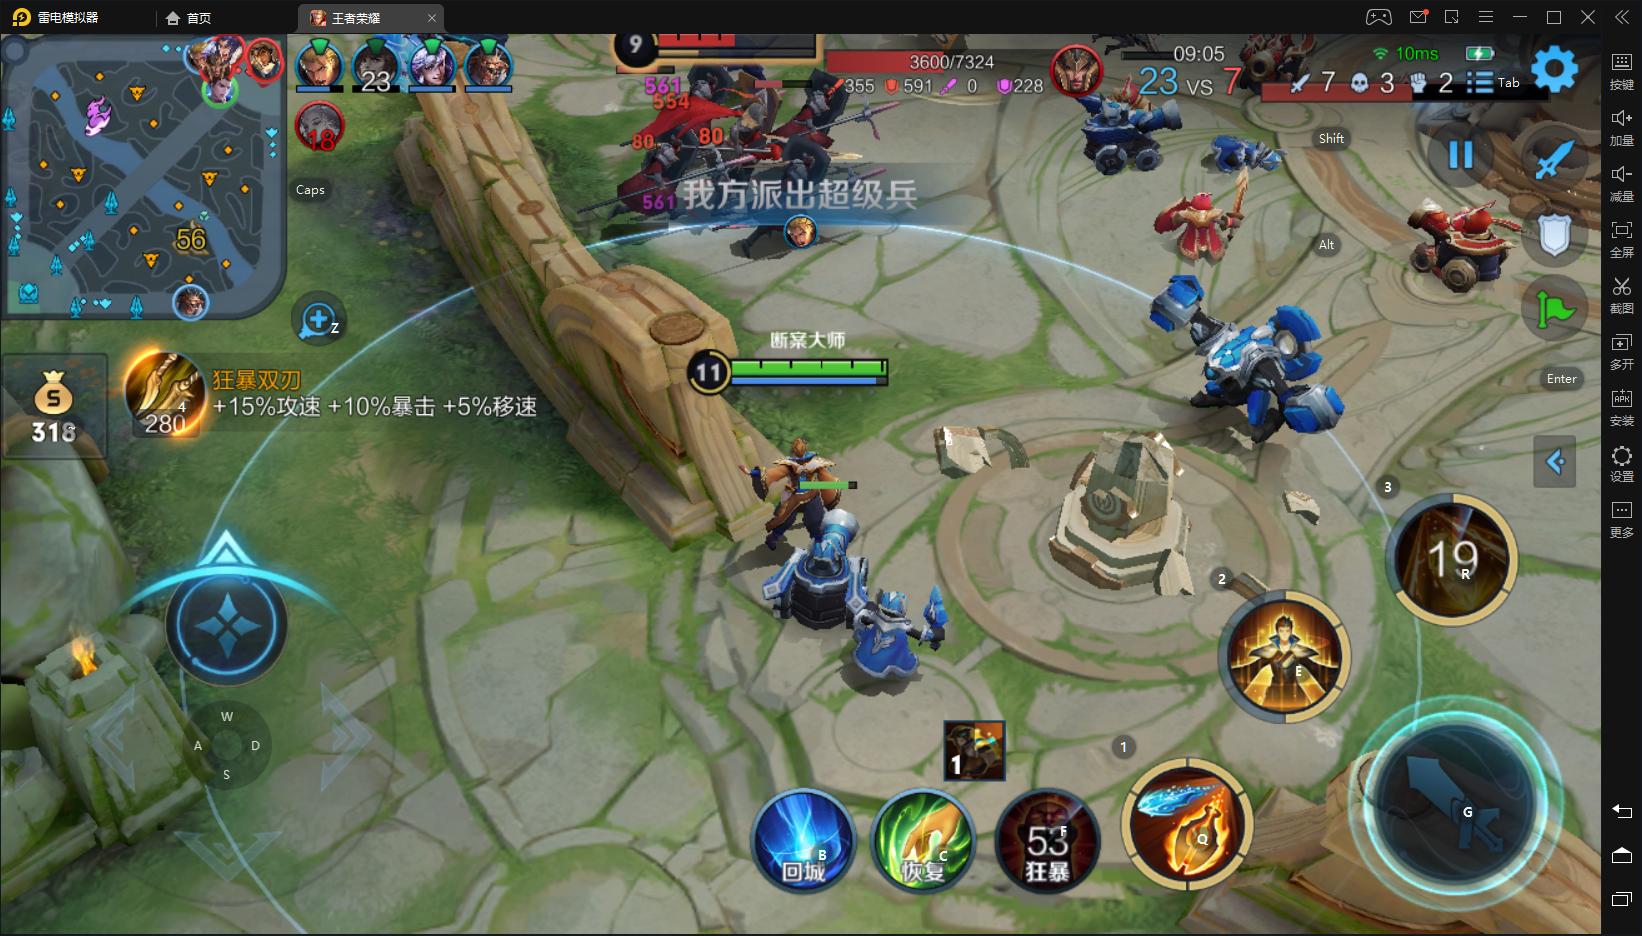 雷电模拟器
首页
王者荣耀
9
561
554
80
80
561
3600/7324
355 591 0 228
09:05
23 VS 7
10ms
7 3 2
Tab
23
18
56
Caps
Shift
Alt
Enter
我方派出超级兵
Z
318
狂暴双刃
+15%攻速 +10%暴击 +5%移速
4
280
断案大师
11
W
A
D
S
1
B
回城
C
恢复
53
F
狂暴
1
Q
2
E
3
19
R
G
按键
加量
减量
全屏
截图
多开
APK
安装
设置
更多